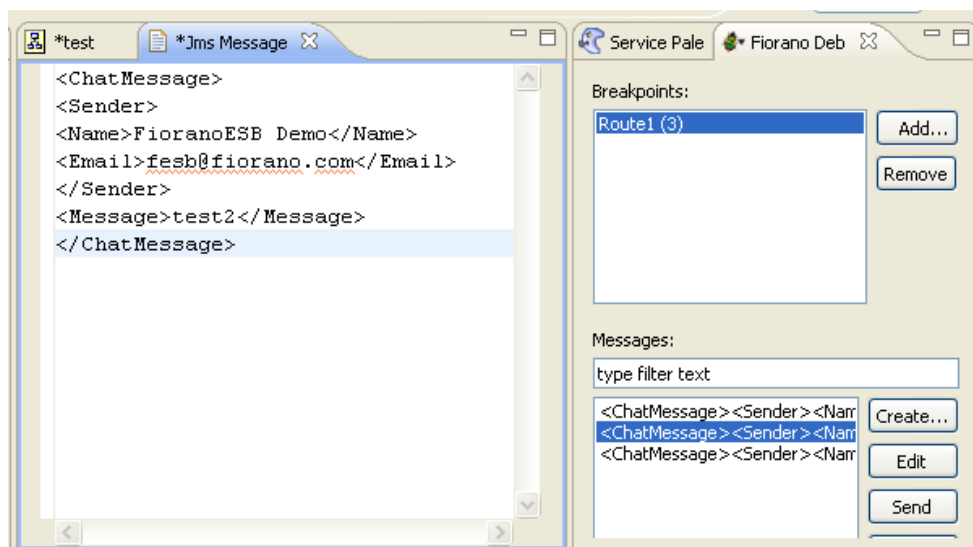 *test
*Jms Message
<ChatMessage>
<Sender>
<Name>FioranoESB Demo</Name>
<Email>fesb@fiorano.com</Email>
</Sender>
<Message>test2</Message>
</ChatMessage>
Service Pale
Fiorano Deb
Breakpoints:
Route1 (3)
Add...
Remove
Messages:
type filter text
<ChatMessage><Sender><Nam
<ChatMessage><Sender><Nam
<ChatMessage><Sender><Nam
Create...
Edit
Send